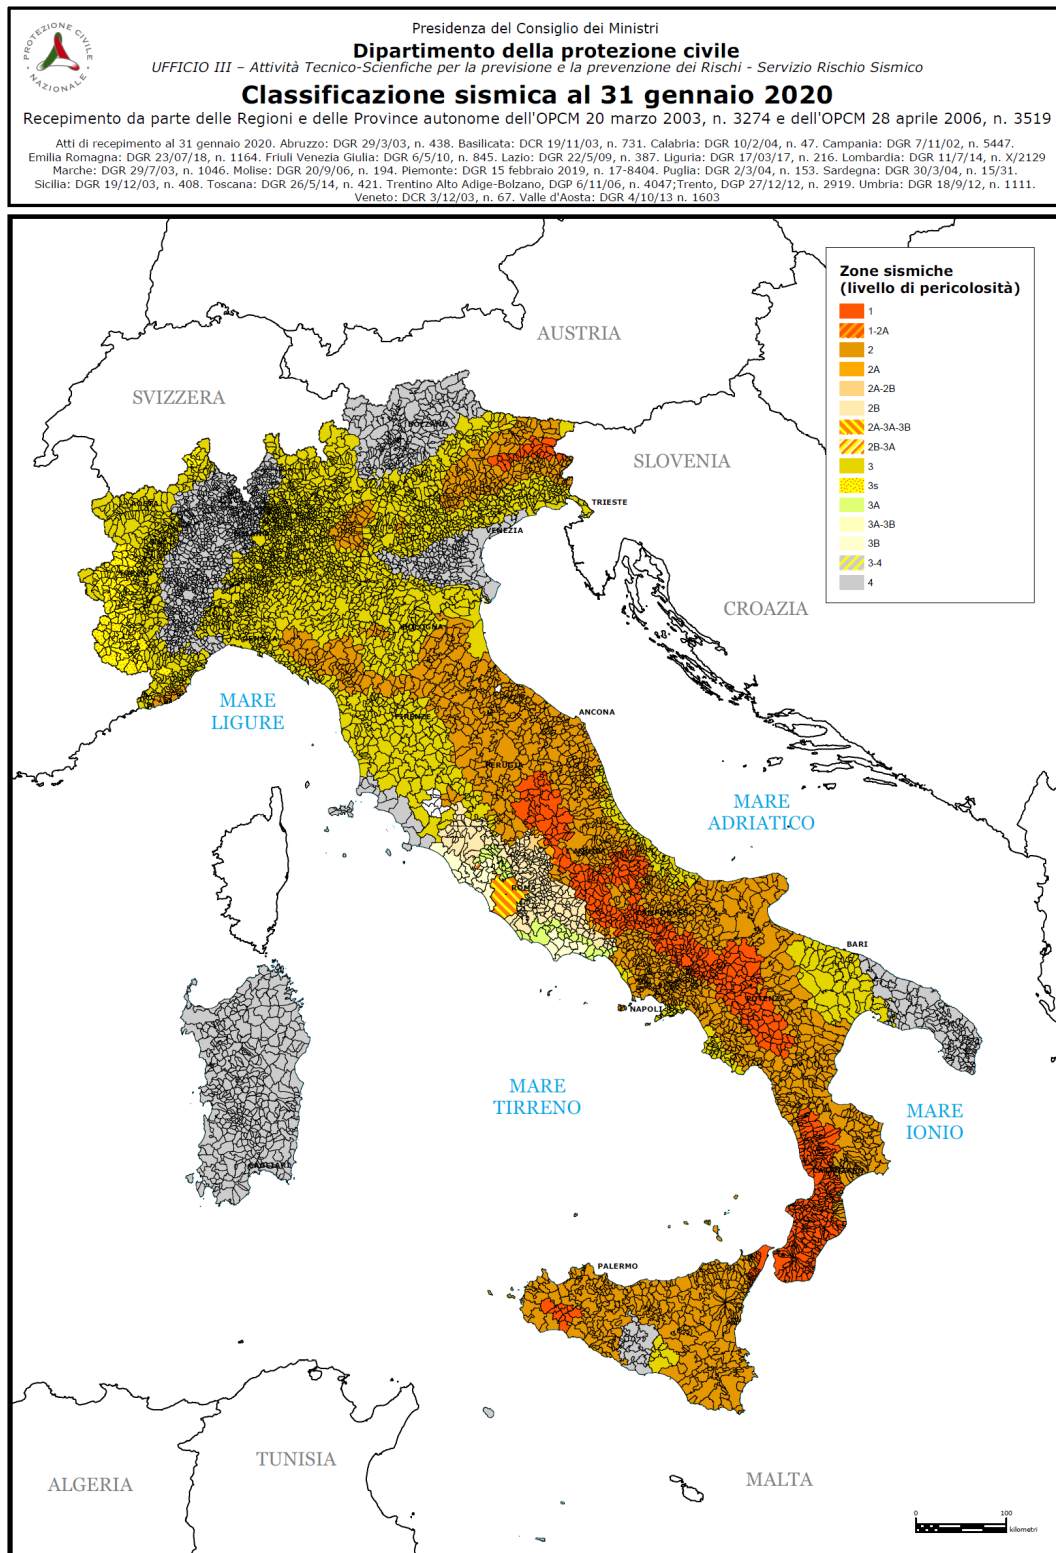 PROTEZIONE CIVILE
NAZIONALE
Presidenza del Consiglio dei Ministri
Dipartimento della protezione civile
UFFICIO III – Attività Tecnico-Scienfiche per la previsione e la prevenzione dei Rischi - Servizio Rischio Sismico
Classificazione sismica al 31 gennaio 2020
Recepimento da parte delle Regioni e delle Province autonome dell'OPCM 20 marzo 2003, n. 3274 e dell'OPCM 28 aprile 2006, n. 3519
Atti di recepimento al 31 gennaio 2020. Abruzzo: DGR 29/3/03, n. 438. Basilicata: DCR 19/11/03, n. 731. Calabria: DGR 10/2/04, n. 47. Campania: DGR 7/11/02, n. 5447.
Emilia Romagna: DGR 23/07/18, n. 1164. Friuli Venezia Giulia: DGR 6/5/10, n. 845. Lazio: DGR 22/5/09, n. 387. Liguria: DGR 17/03/17, n. 216. Lombardia: DGR 11/7/14, n. X/2129
Marche: DGR 29/7/03, n. 1046. Molise: DGR 20/9/06, n. 194. Piemonte: DGR 15 febbraio 2019, n. 17-8404. Puglia: DGR 2/3/04, n. 153. Sardegna: DGR 30/3/04, n. 15/31.
Sicilia: DGR 19/12/03, n. 408. Toscana: DGR 26/5/14, n. 421. Trentino Alto Adige-Bolzano, DGP 6/11/06, n. 4047;Trento, DGP 27/12/12, n. 2919. Umbria: DGR 18/9/12, n. 1111.
Veneto: DCR 3/12/03, n. 67. Valle d'Aosta: DGR 4/10/13 n. 1603
Zone sismiche
(livello di pericolosità)
1
1-2A
2
2A
2A-2B
2B
2A-3A-3B
2B-3A
3
3s
3A
3A-3B
3B
3-4
4
AUSTRIA
SVIZZERA
BOLZANO
SLOVENIA
TRIESTE
VENEZIA
CROAZIA
GENOVA
BOLOGNA
MARE
LIGURE
FIRENZE
ANCONA
PERUGIA
MARE
ADRIATICO
ROMA
CAMPOBASSO
BARI
POTENZA
NAPOLI
MARE
TIRRENO
MARE
IONIO
CAGLIARI
CATANZARO
PALERMO
TUNISIA
ALGERIA
MALTA
0 100
kilometri